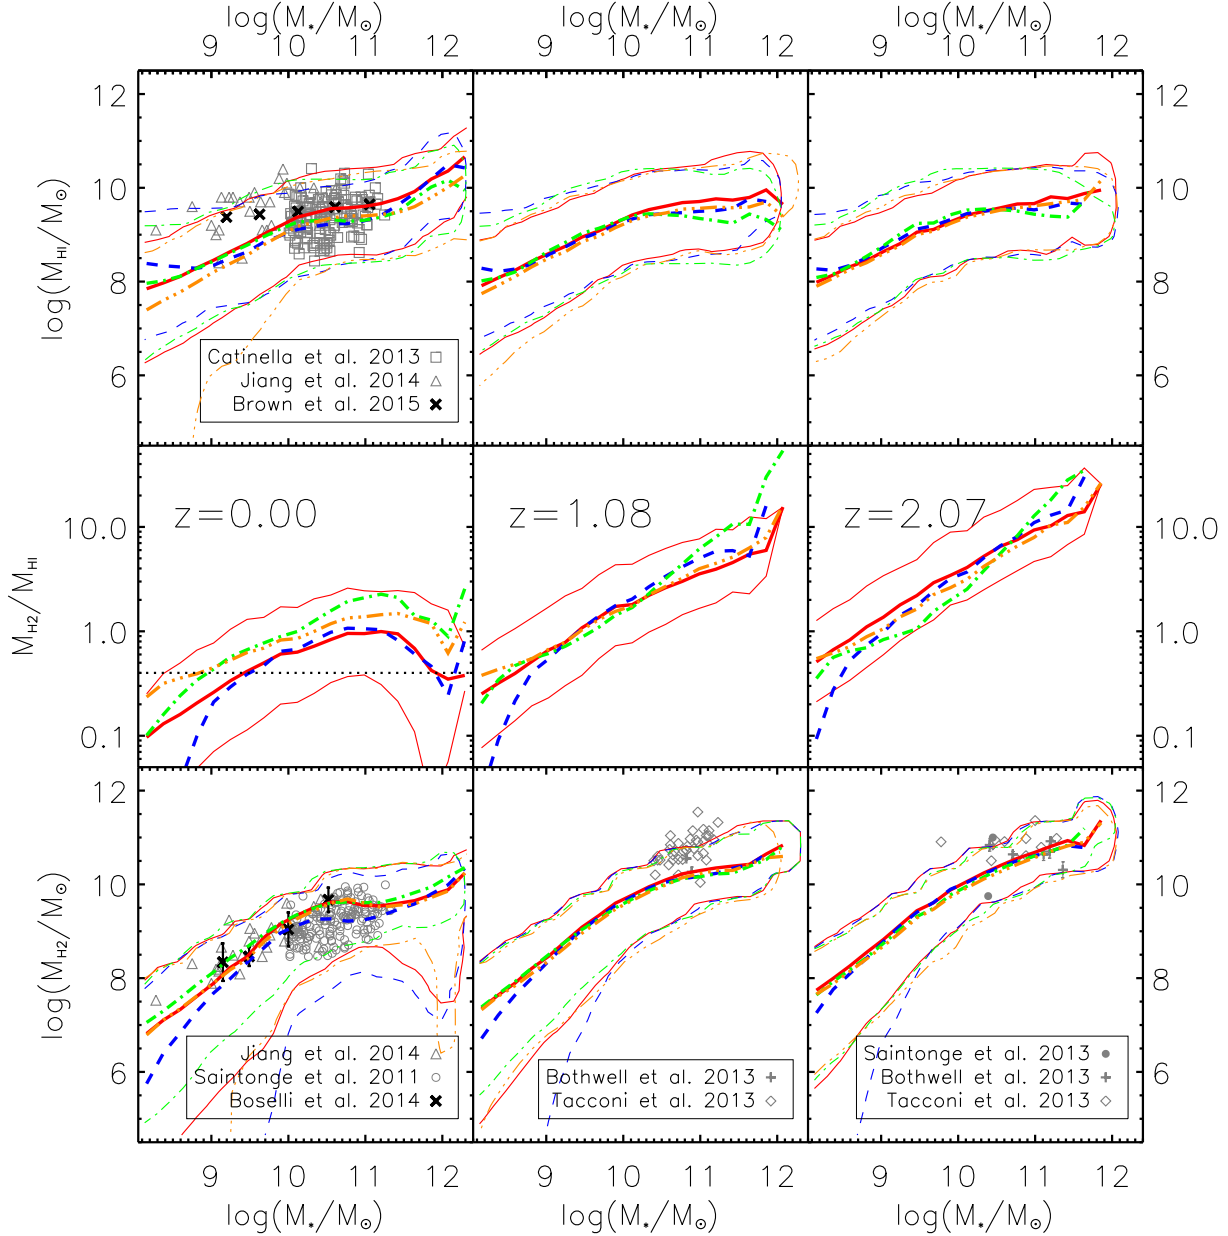 log(M*/M⊙) log(M*/M⊙) log(M*/M⊙)
9 10 11 12 9 10 11 12 9 10 11 12
log(M_HI/M⊙)
12
10
8
6
12
10
8
6
Catinella et al. 2013
Jiang et al. 2014
Brown et al. 2015
M_H2/M_HI
10.0
1.0
0.1
z=0.00 z=1.08 z=2.07
10.0
1.0
0.1
log(M_H2/M⊙)
12
10
8
6
12
10
8
6
Jiang et al. 2014
Saintonge et al. 2011
Boselli et al. 2014
Bothwell et al. 2013
Tacconi et al. 2013
Saintonge et al. 2013
Bothwell et al. 2013
Tacconi et al. 2013
9 10 11 12 9 10 11 12 9 10 11 12
log(M*/M⊙) log(M*/M⊙) log(M*/M⊙)